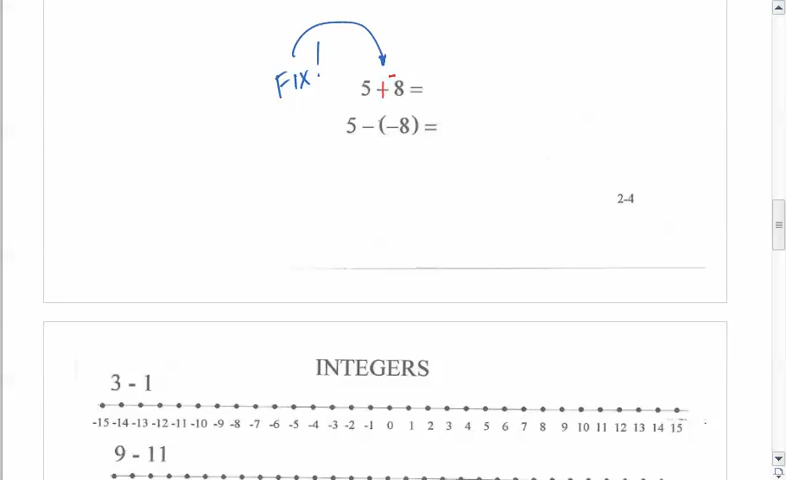 FIX!
5 + ⁻8 =
5 – (–8) =
2-4
INTEGERS
3 - 1
-15 -14 -13 -12 -11 -10 -9 -8 -7 -6 -5 -4 -3 -2 -1 0 1 2 3 4 5 6 7 8 9 10 11 12 13 14 15
9 - 11